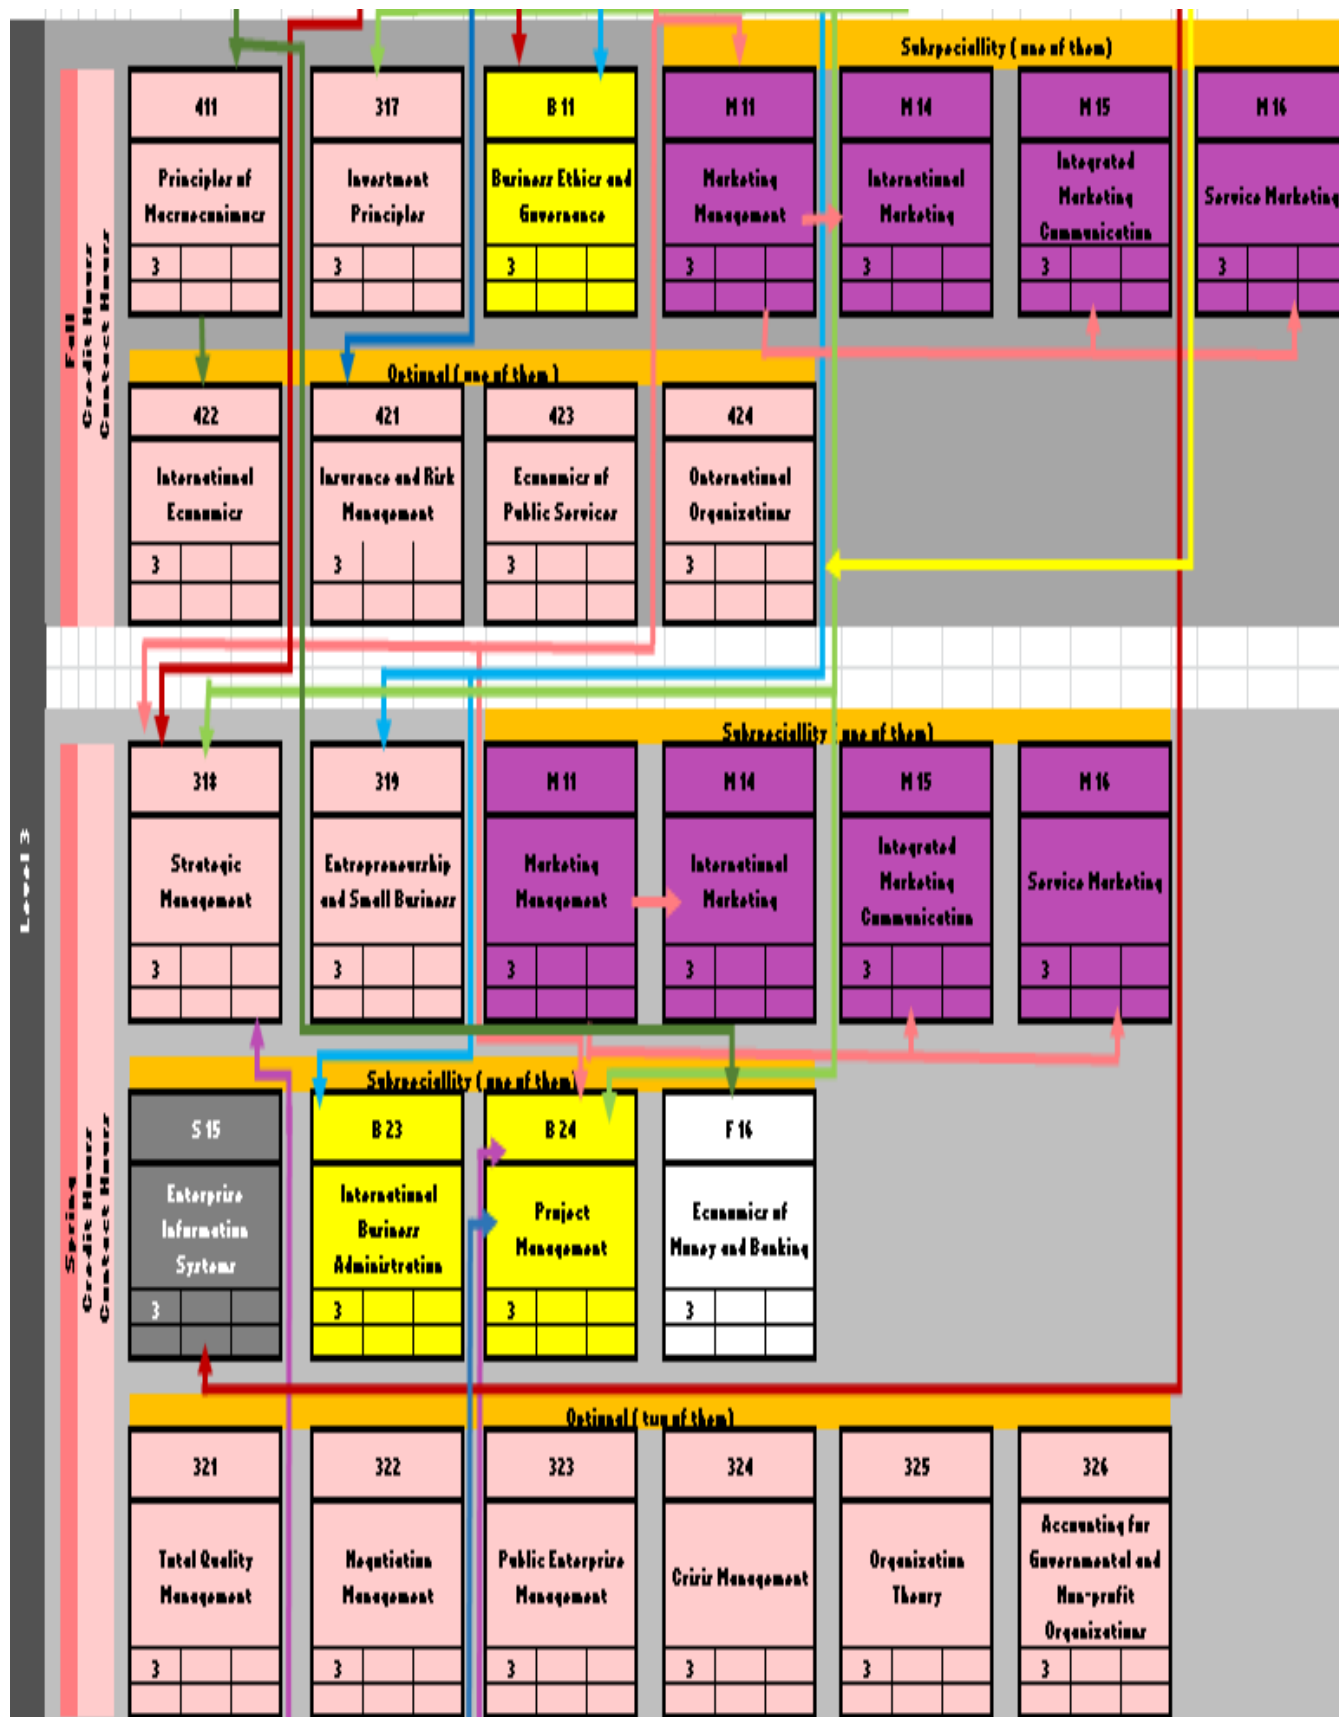 Level 3
Fall
Credit Hours
Contact Hours
Subspeciallity ( one of them)
411
317
B 11
M 11
M 14
M 15
M 16
Principles of
Macroeconimucs
Investment
Principles
Business Ethics and
Governance
Marketing
Management
International
Marketing
Integrated
Marketing
Communication
Service Marketing
3
3
3
3
3
3
3
Optional ( one of them )
422
421
423
424
International
Economics
Insurance and Risk
Management
Economics of
Public Services
Onternational
Organizations
3
3
3
3
Spring
Credit Hours
Contact Hours
Subspeciallity ( one of them)
318
319
M 11
M 14
M 15
M 16
Strategic
Management
Entrepreneurship
and Small Business
Marketing
Management
International
Marketing
Integrated
Marketing
Communication
Service Marketing
3
3
3
3
3
3
Subspeciallity ( one of them)
S 15
B 23
B 24
F 16
Enterprise
Information
Systems
International
Business
Administration
Project
Management
Economics of
Money and Banking
3
3
3
3
Optional ( two of them)
321
322
323
324
325
326
Total Quality
Management
Negotiation
Management
Public Enterprise
Management
Crisis Management
Organization
Theory
Accounting for
Governmental and
Non-profit
Organizations
3
3
3
3
3
3